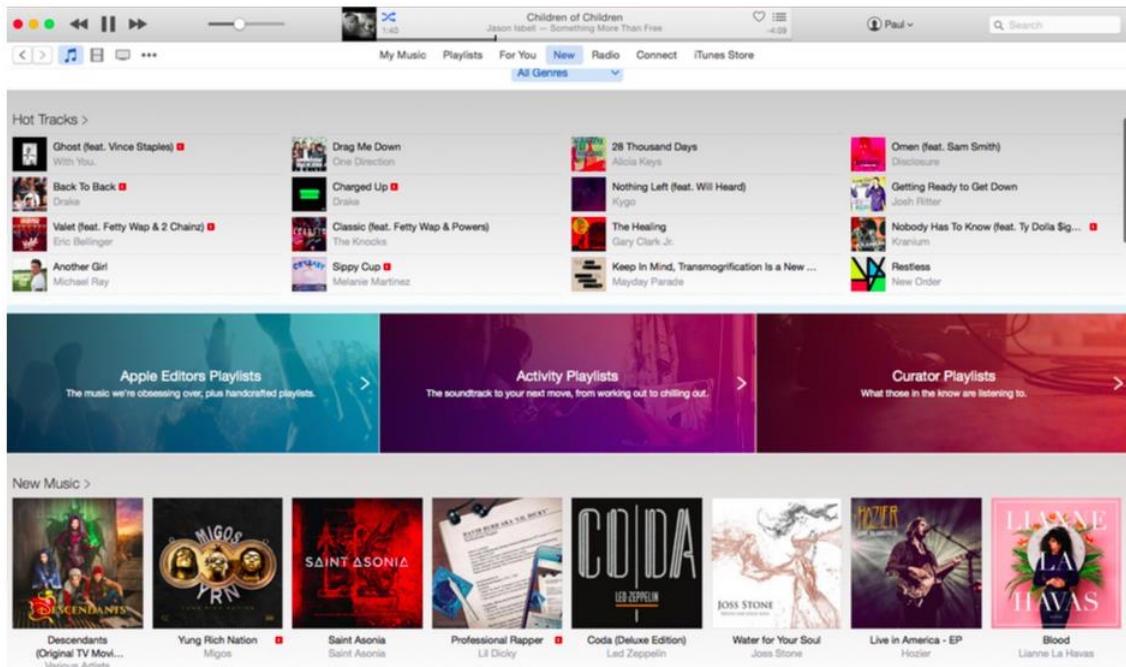 Children of Children
1:40
Jason Isbell — Something More Than Free
-4:09
Paul
Search
My Music Playlists For You New Radio Connect iTunes Store
All Genres
Hot Tracks >
Ghost (feat. Vince Staples)
With You.
Drag Me Down
One Direction
28 Thousand Days
Alicia Keys
Omen (feat. Sam Smith)
Disclosure
Back To Back
Drake
Charged Up
Drake
Nothing Left (feat. Will Heard)
Kygo
Getting Ready to Get Down
Josh Ritter
Valet (feat. Fetty Wap & 2 Chainz)
Eric Bellinger
Classic (feat. Fetty Wap & Powers)
The Knocks
The Healing
Gary Clark Jr.
Nobody Has To Know (feat. Ty Dolla $ig...
Kranium
Another Girl
Michael Ray
Sippy Cup
Melanie Martinez
Keep In Mind, Transmogrification Is a New ...
Mayday Parade
Restless
New Order
Apple Editors Playlists
The music we're obsessing over, plus handcrafted playlists.
Activity Playlists
The soundtrack to your next move, from working out to chilling out.
Curator Playlists
What those in the know are listening to.
New Music >
DESCENDANTS
MIGOS
YRN
SAINT ASONIA
CODA
LED ZEPPELIN
JOSS STONE
HOZIER
LIANNE
LA
HAVAS
Descendants
(Original TV Movi...
Various Artists
Yung Rich Nation
Migos
Saint Asonia
Saint Asonia
Professional Rapper
Lil Dicky
Coda (Deluxe Edition)
Led Zeppelin
Water for Your Soul
Joss Stone
Live in America - EP
Hozier
Blood
Lianne La Havas